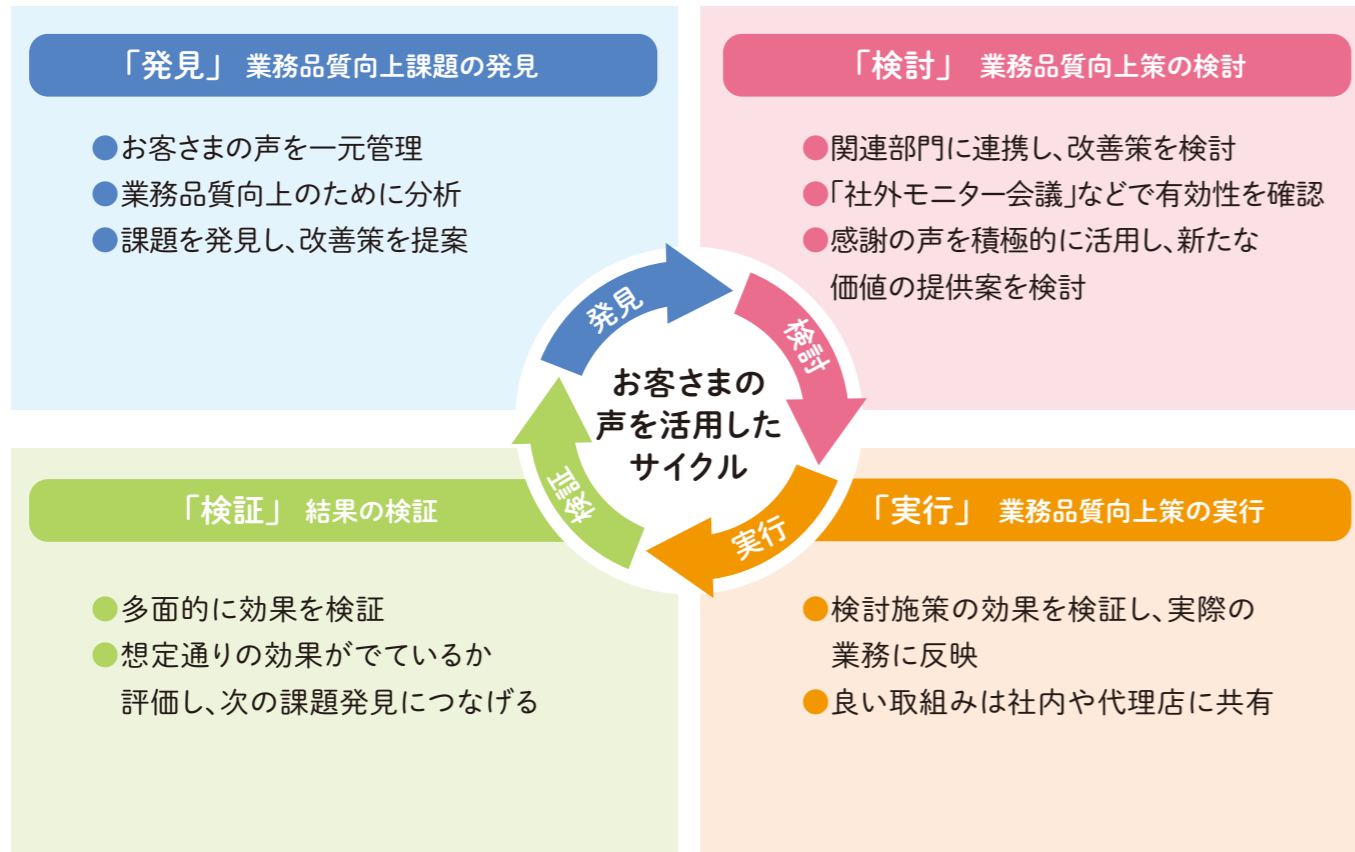 「発見」 業務品質向上課題の発見
●お客さまの声を一元管理
●業務品質向上のために分析
●課題を発見し、改善策を提案
「検討」 業務品質向上策の検討
●関連部門に連携し、改善策を検討
●「社外モニター会議」などで有効性を確認
●感謝の声を積極的に活用し、新たな
価値の提供案を検討
発見
検討
実行
検証
お客さまの
声を活用した
サイクル
「検証」 結果の検証
●多面的に効果を検証
●想定通りの効果がでているか
評価し、次の課題発見につなげる
「実行」 業務品質向上策の実行
●検討施策の効果を検証し、実際の
業務に反映
●良い取組みは社内や代理店に共有